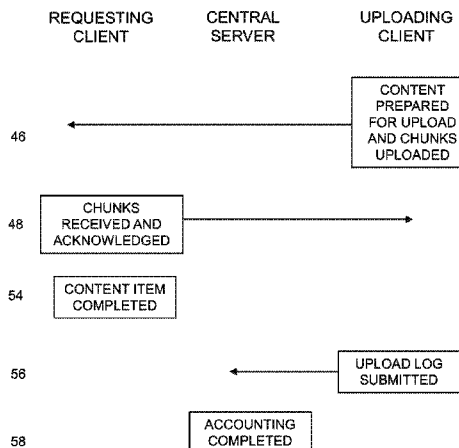 REQUESTING
CLIENT
CENTRAL
SERVER
UPLOADING
CLIENT
46
CONTENT
PREPARED
FOR UPLOAD
AND CHUNKS
UPLOADED
48
CHUNKS
RECEIVED AND
ACKNOWLEDGED
54
CONTENT ITEM
COMPLETED
56
UPLOAD LOG
SUBMITTED
58
ACCOUNTING
COMPLETED